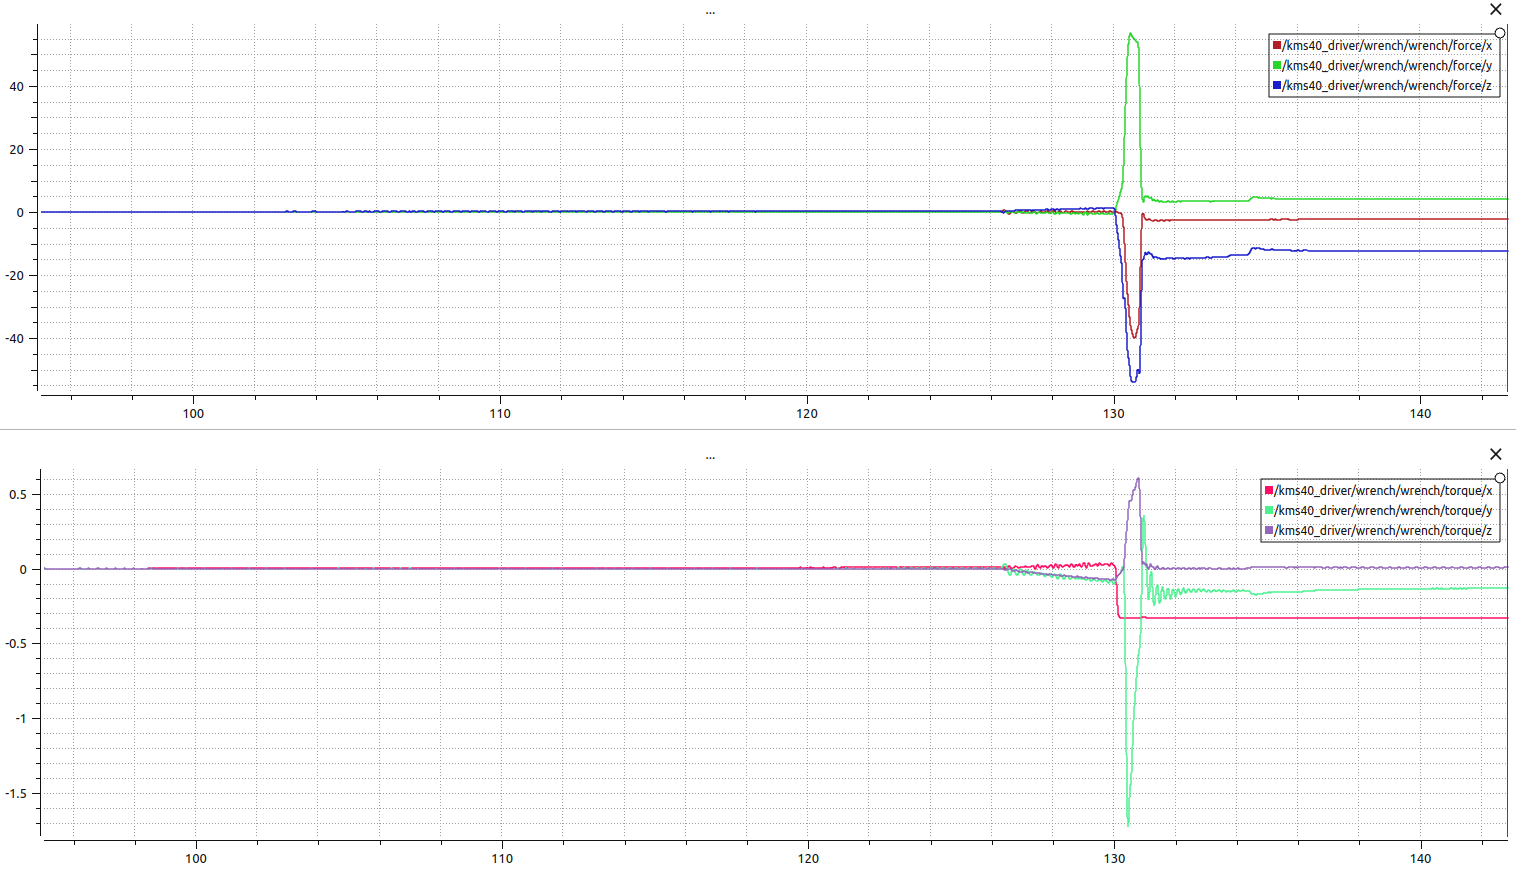 ...
/kms40_driver/wrench/wrench/force/x
/kms40_driver/wrench/wrench/force/y
/kms40_driver/wrench/wrench/force/z
40
20
0
-20
-40
100 110 120 130 140
...
/kms40_driver/wrench/wrench/torque/x
/kms40_driver/wrench/wrench/torque/y
/kms40_driver/wrench/wrench/torque/z
0.5
0
-0.5
-1
-1.5
100 110 120 130 140